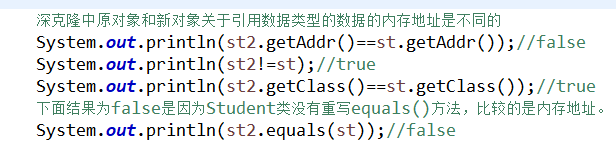 深克隆中原对象和新对象关于引用数据类型的数据的内存地址是不同的
System.out.println(st2.getAddr()==st.getAddr());//false
System.out.println(st2!=st);//true
System.out.println(st2.getClass()==st.getClass());//true
下面结果为false是因为Student类没有重写equals()方法，比较的是内存地址。
System.out.println(st2.equals(st));//false